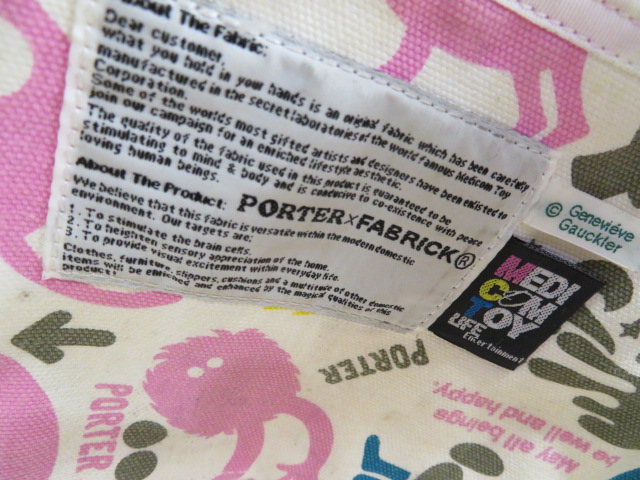 About The Fabric:
Dear customer,
what you hold in your hands is an original fabric which has been carefully
manufactured in the secret laboratories of the world famous Medicom Toy
Corporation.
Some of the worlds most gifted artists and designers have been enlisted to
join our campaign for an enriched lifestyle aesthetic.
The quality of the fabric used in this product is guaranteed to be
stimulating to mind & body and is conducive to co-existence with peace
loving human beings.
About The Product: PORTER×FABRICK®
We believe that this fabric is versatile within the modern domestic
environment. Our targets are:
1. To stimulate the brain cells.
2. To heighten sensory appreciation of the home.
3. To provide visual excitement within everyday life.
Clothes, furniture, slippers, cushions and a multitude of other domestic
items will be enriched and enhanced by the magical qualities of this
product!
© Geneviève
Gauckler
MEDI
COM
TOY
LIFE
Entertainment
PORTER
PORTER
May all beings
be well and happy.